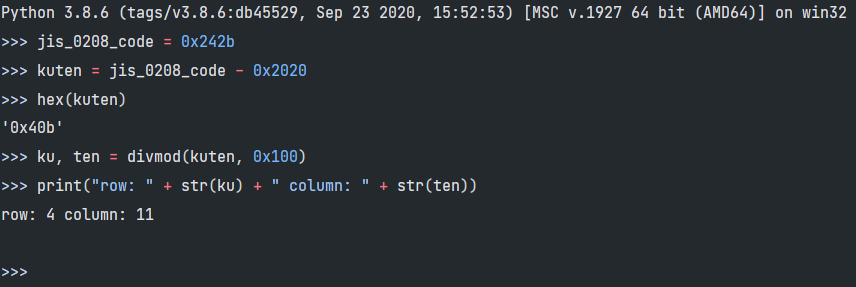 Python 3.8.6 (tags/v3.8.6:db45529, Sep 23 2020, 15:52:53) [MSC v.1927 64 bit (AMD64)] on win32
>>> jis_0208_code = 0x242b
>>> kuten = jis_0208_code - 0x2020
>>> hex(kuten)
'0x40b'
>>> ku, ten = divmod(kuten, 0x100)
>>> print("row: " + str(ku) + " column: " + str(ten))
row: 4 column: 11
>>>